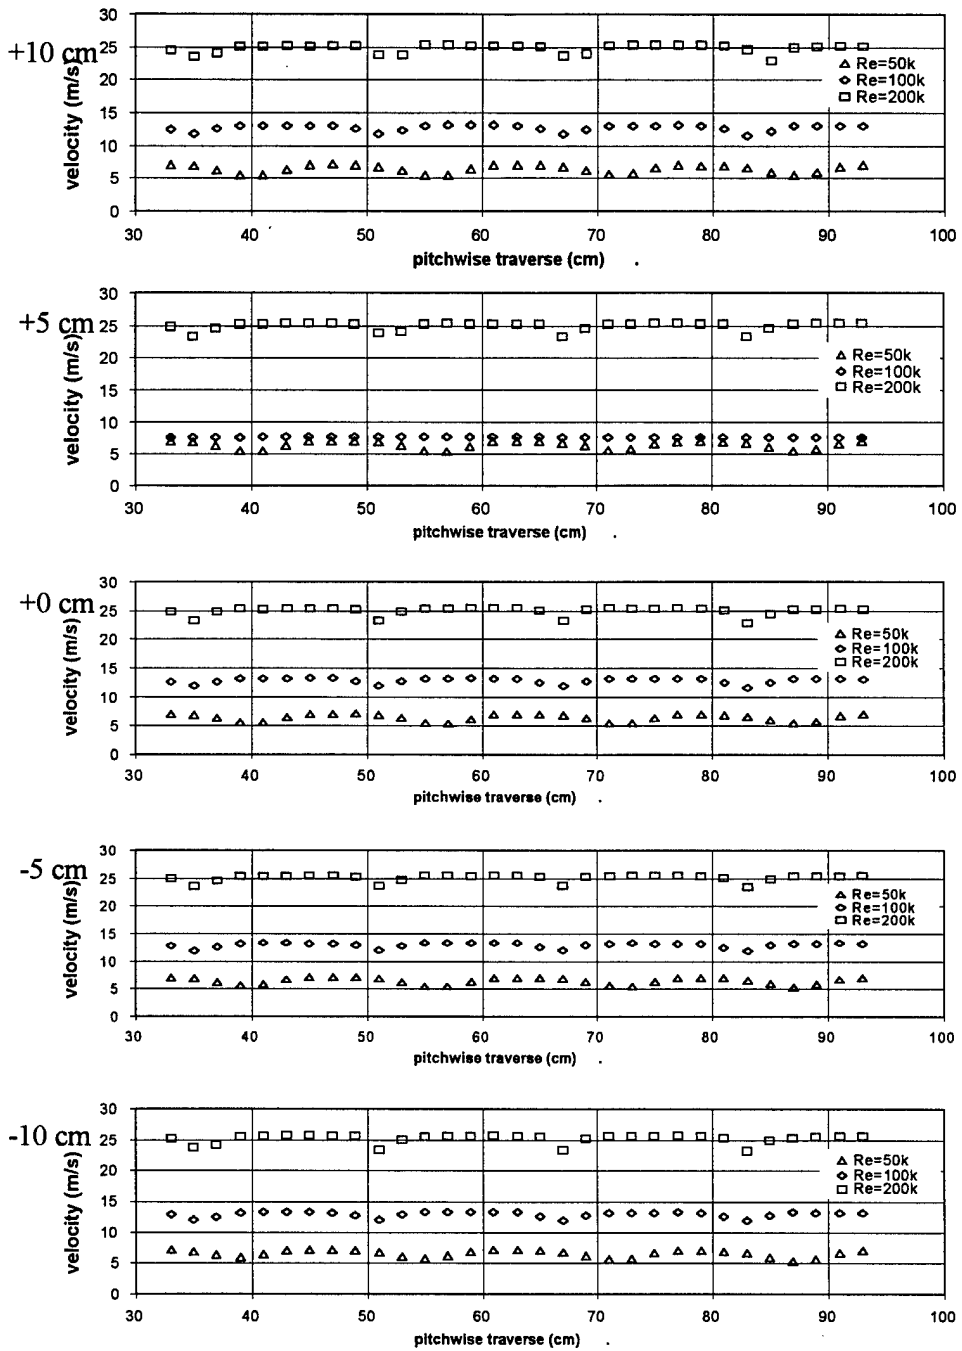 +10 cm
velocity (m/s)
30
25
20
15
10
5
0
Re=50k
Re=100k
Re=200k
30 40 50 60 70 80 90 100
pitchwise traverse (cm)
+5 cm
velocity (m/s)
30
25
20
15
10
5
0
Re=50k
Re=100k
Re=200k
30 40 50 60 70 80 90 100
pitchwise traverse (cm)
+0 cm
velocity (m/s)
30
25
20
15
10
5
0
Re=50k
Re=100k
Re=200k
30 40 50 60 70 80 90 100
pitchwise traverse (cm)
-5 cm
velocity (m/s)
30
25
20
15
10
5
0
Re=50k
Re=100k
Re=200k
30 40 50 60 70 80 90 100
pitchwise traverse (cm)
-10 cm
velocity (m/s)
30
25
20
15
10
5
0
Re=50k
Re=100k
Re=200k
30 40 50 60 70 80 90 100
pitchwise traverse (cm)